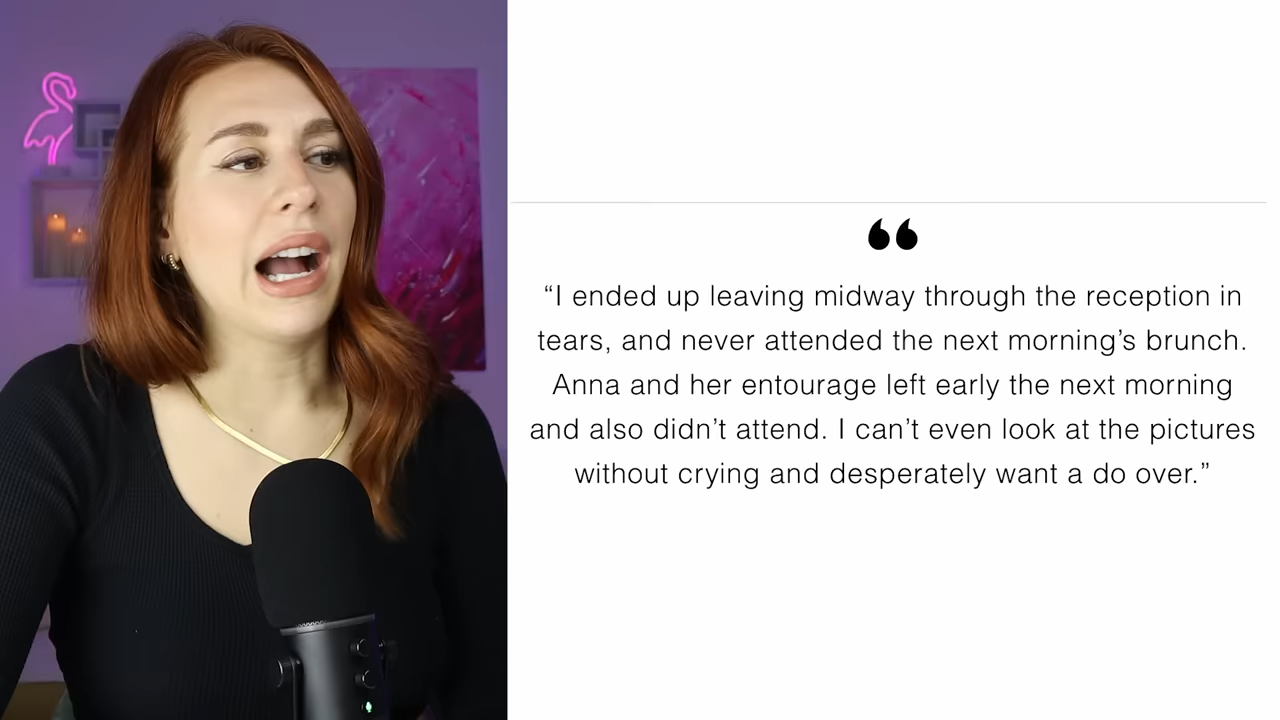 “
“I ended up leaving midway through the reception in
tears, and never attended the next morning’s brunch.
Anna and her entourage left early the next morning
and also didn’t attend. I can’t even look at the pictures
without crying and desperately want a do over.”